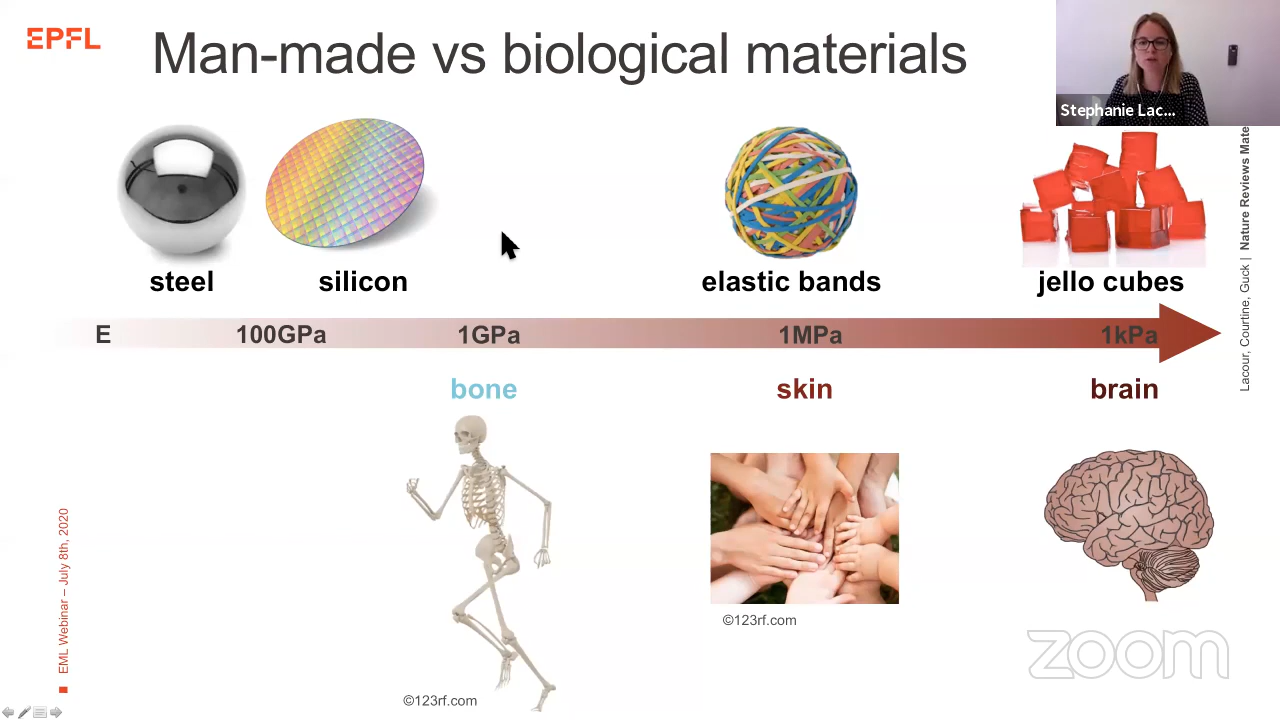 EPFL
Man-made vs biological materials
Stephanie Lac...
steel
silicon
elastic bands
jello cubes
E
100GPa
1GPa
1MPa
1kPa
bone
skin
brain
©123rf.com
©123rf.com
EML Webinar – July 8th, 2020
Lacour, Courtine, Guck | Nature Reviews Mate
zoom